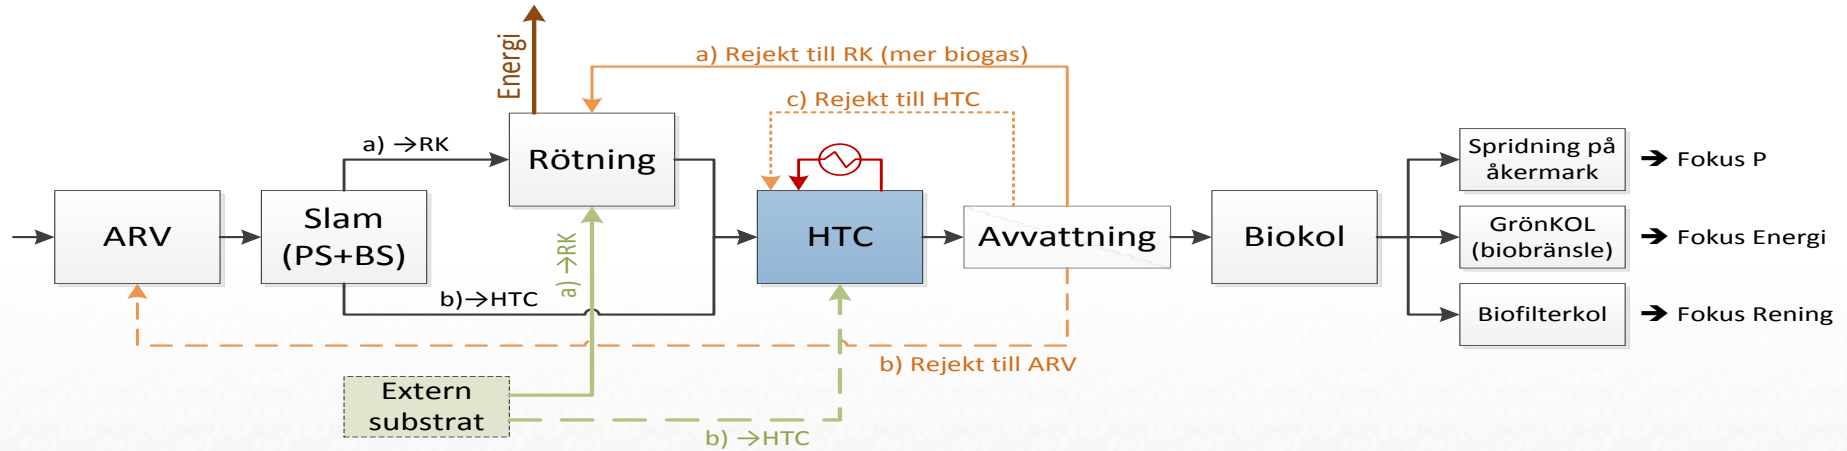 Energi
a) Rejekt till RK (mer biogas)
c) Rejekt till HTC
a) →RK
Rötning
ARV
Slam
(PS+BS)
a) →RK
HTC
Avvattning
Biokol
Spridning på
åkermark
➔ Fokus P
GrönKOL
(biobränsle)
➔ Fokus Energi
Biofilterkol
➔ Fokus Rening
b)→HTC
b) Rejekt till ARV
Extern
substrat
b) →HTC